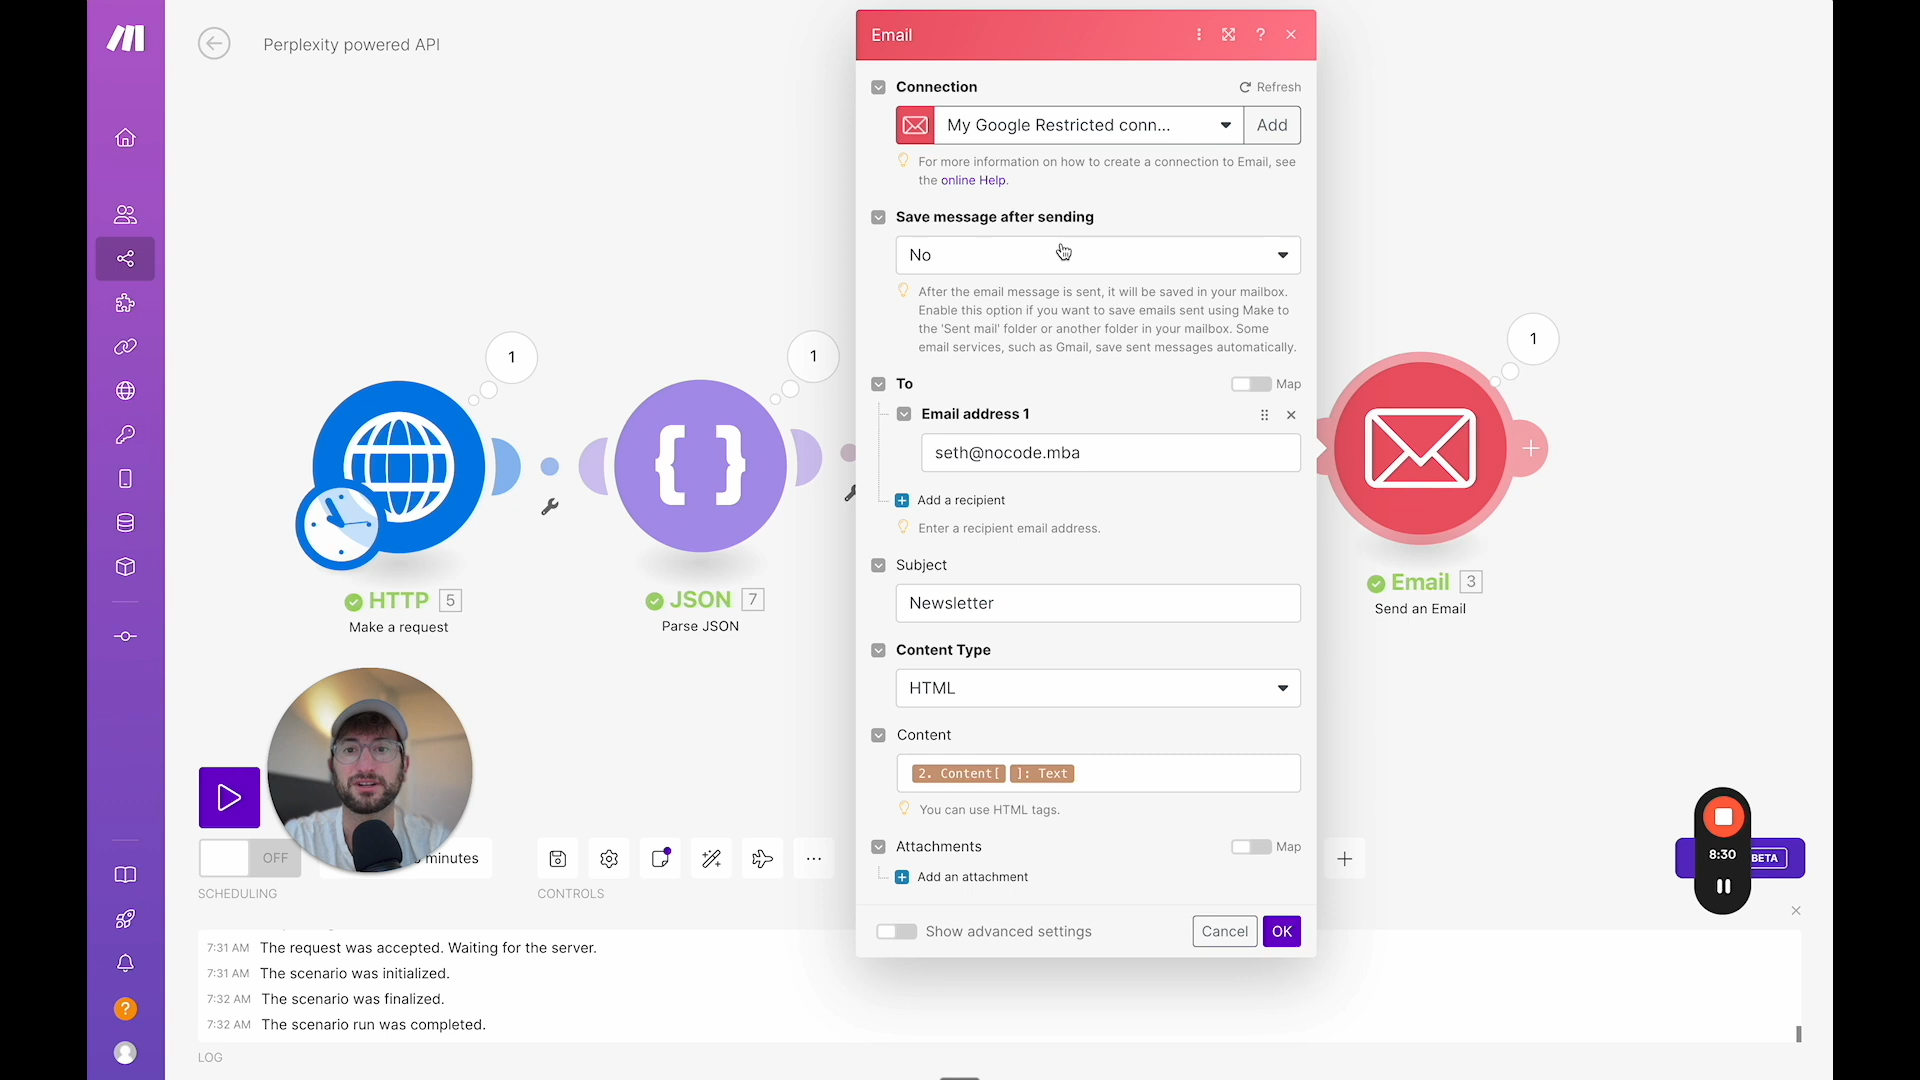 Perplexity powered API
Email
?
Connection
Refresh
My Google Restricted conn...
Add
For more information on how to create a connection to Email, see
the online Help.
Save message after sending
No
After the email message is sent, it will be saved in your mailbox.
Enable this option if you want to save emails sent using Make to
the 'Sent mail' folder or another folder in your mailbox. Some
email services, such as Gmail, save sent messages automatically.
To
Map
Email address 1
seth@nocode.mba
Add a recipient
Enter a recipient email address.
Subject
Newsletter
Content Type
HTML
Content
2. Content[ ]: Text
You can use HTML tags.
Attachments
Map
Add an attachment
Show advanced settings
Cancel
OK
1
HTTP 5
Make a request
1
{ }
JSON 7
Parse JSON
1
Email 3
Send an Email
OFF
minutes
SCHEDULING
CONTROLS
8:30
BETA
7:31 AM The request was accepted. Waiting for the server.
7:31 AM The scenario was initialized.
7:32 AM The scenario was finalized.
7:32 AM The scenario run was completed.
LOG
?